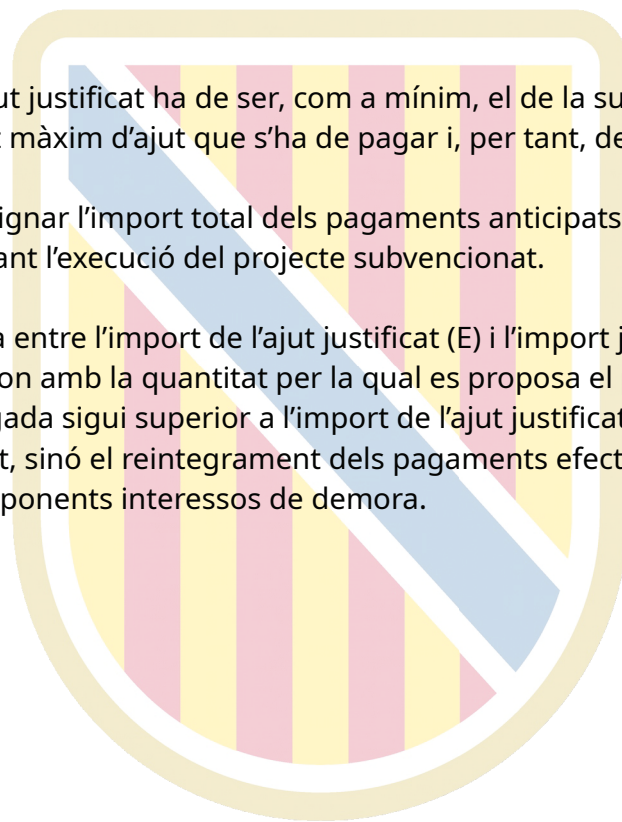 ut justificat ha de ser, com a mínim, el de la su
t màxim d’ajut que s’ha de pagar i, per tant, de
ignar l’import total dels pagaments anticipats
ant l’execució del projecte subvencionat.
a entre l’import de l’ajut justificat (E) i l’import j
on amb la quantitat per la qual es proposa el
gada sigui superior a l’import de l’ajut justificat
t, sinó el reintegrament dels pagaments efect
ponents interessos de demora.